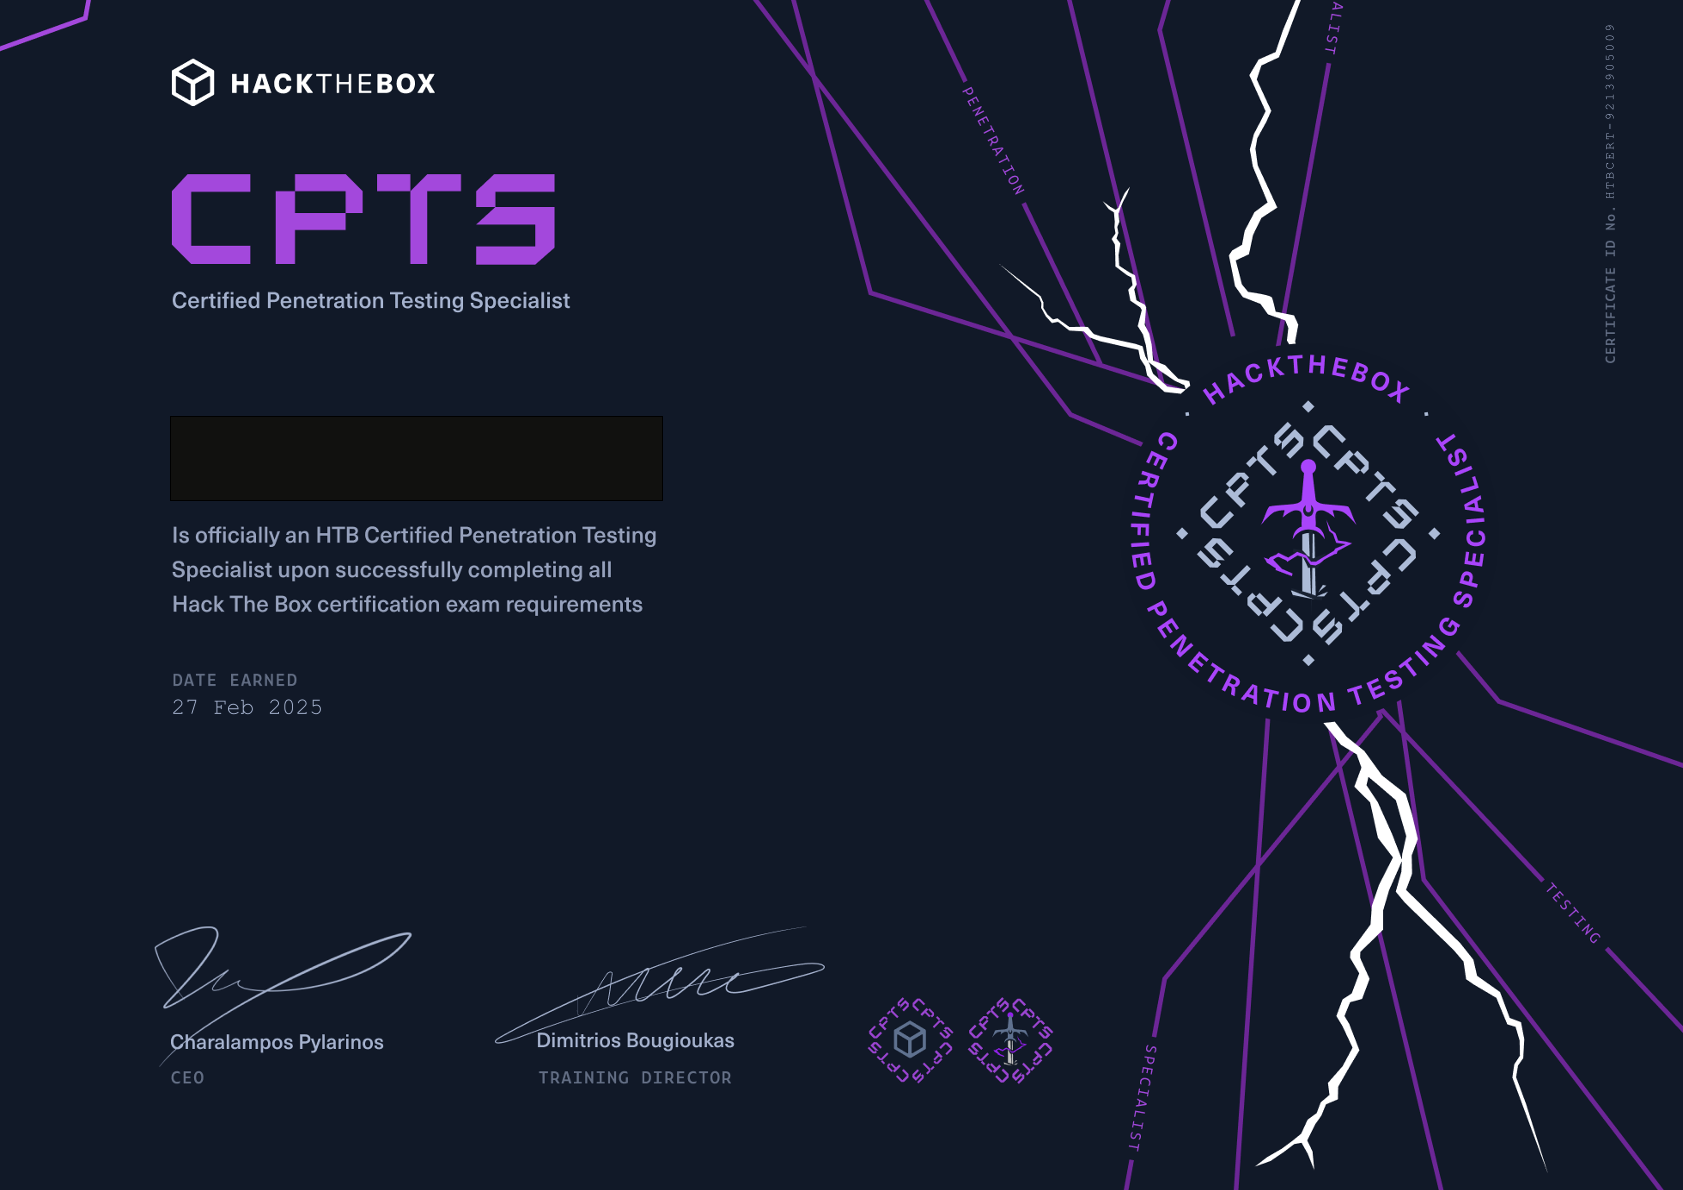 HACKTHEBOX
CPTS
Certified Penetration Testing Specialist
Is officially an HTB Certified Penetration Testing
Specialist upon successfully completing all
Hack The Box certification exam requirements
DATE EARNED
27 Feb 2025
Charalampos Pylarinos
CEO
Dimitrios Bougioukas
TRAINING DIRECTOR
CPTS CPTS CPTS CPTS
CPTS CPTS CPTS CPTS
PENETRATION
ALIST
HACKTHEBOX
CERTIFIED PENETRATION TESTING SPECIALIST
CPTS CPTS CPTS CPTS
TESTING
SPECIALIST
CERTIFICATE ID No. HTBCERT-9213905009